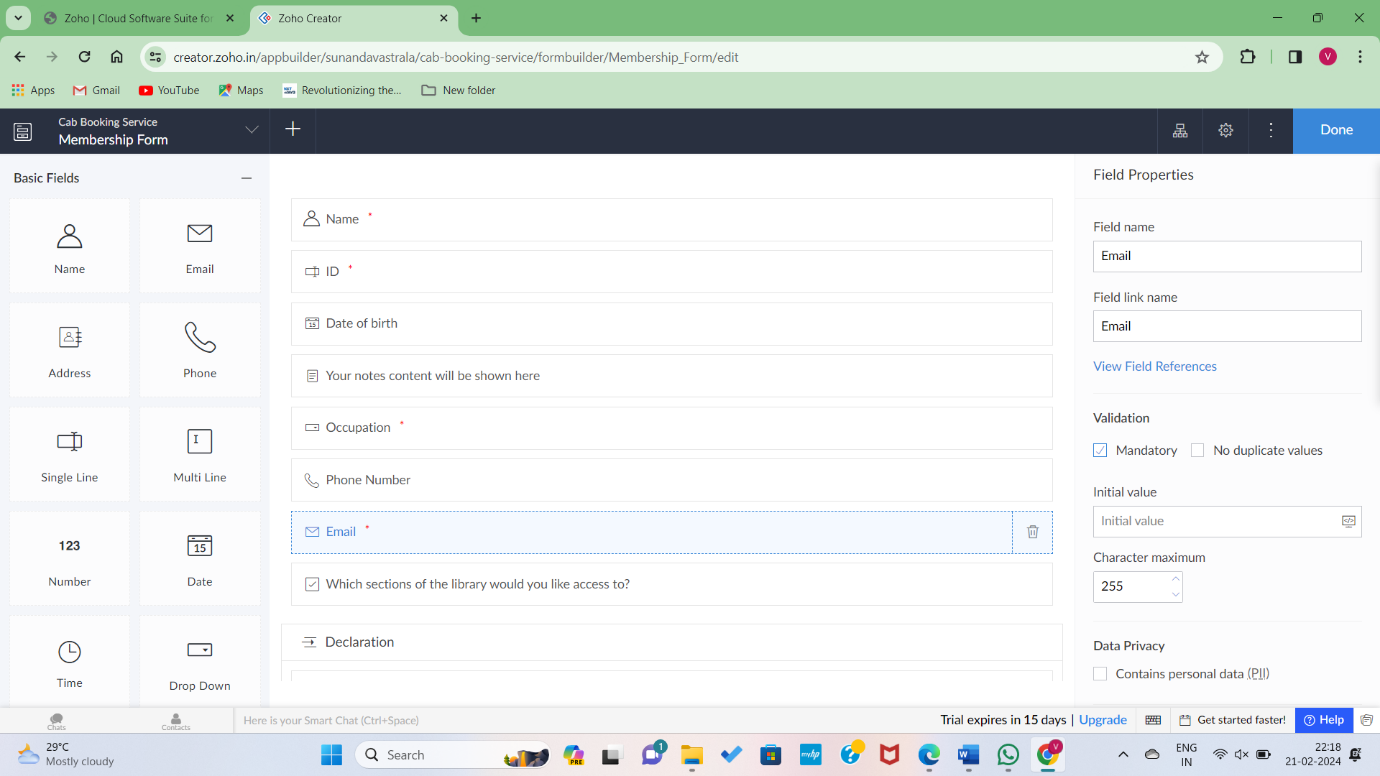 Zoho | Cloud Software Suite for
Zoho Creator
creator.zoho.in/appbuilder/sunandavastrala/cab-booking-service/formbuilder/Membership_Form/edit
V
Apps
Gmail
YouTube
Maps
Revolutionizing the...
New folder
Cab Booking Service
Membership Form
Done
Basic Fields
Name
Email
Address
Phone
Single Line
Multi Line
123
Number
15
Date
Time
Drop Down
Name *
ID *
15 Date of birth
Your notes content will be shown here
Occupation *
Phone Number
Email *
Which sections of the library would you like access to?
Declaration
Field Properties
Field name
Email
Field link name
Email
View Field References
Validation
Mandatory
No duplicate values
Initial value
Initial value
Character maximum
255
Data Privacy
Contains personal data (PII)
Chats
Contacts
Here is your Smart Chat (Ctrl+Space)
Trial expires in 15 days | Upgrade
Get started faster!
Help
29°C
Mostly cloudy
Search
PRE
1
myhp
W
V
ENG
IN
22:18
21-02-2024